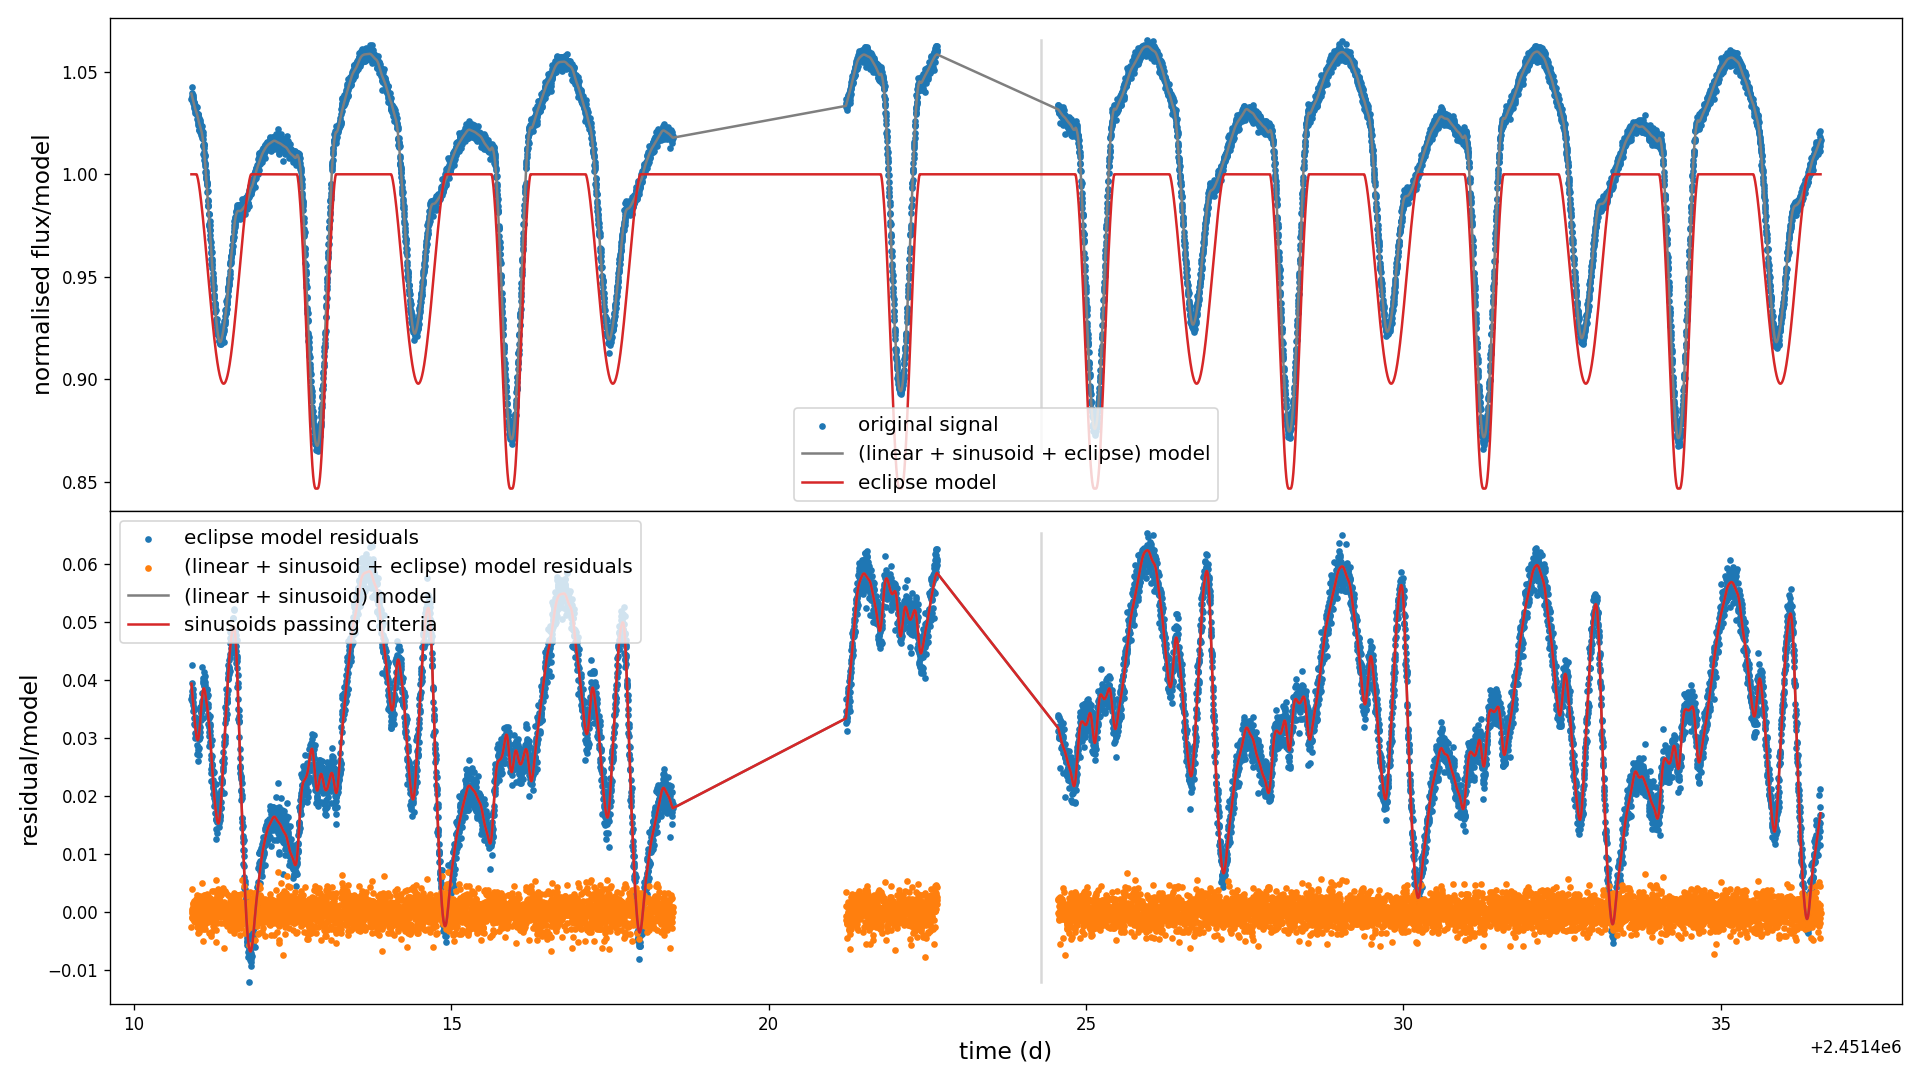 1.05
1.00
0.95
0.90
0.85
normalised flux/model
original signal
(linear + sinusoid + eclipse) model
eclipse model
eclipse model residuals
(linear + sinusoid + eclipse) model residuals
(linear + sinusoid) model
sinusoids passing criteria
0.06
0.05
0.04
0.03
0.02
0.01
0.00
−0.01
residual/model
10
15
20
25
30
35
time (d)
+2.4514e6